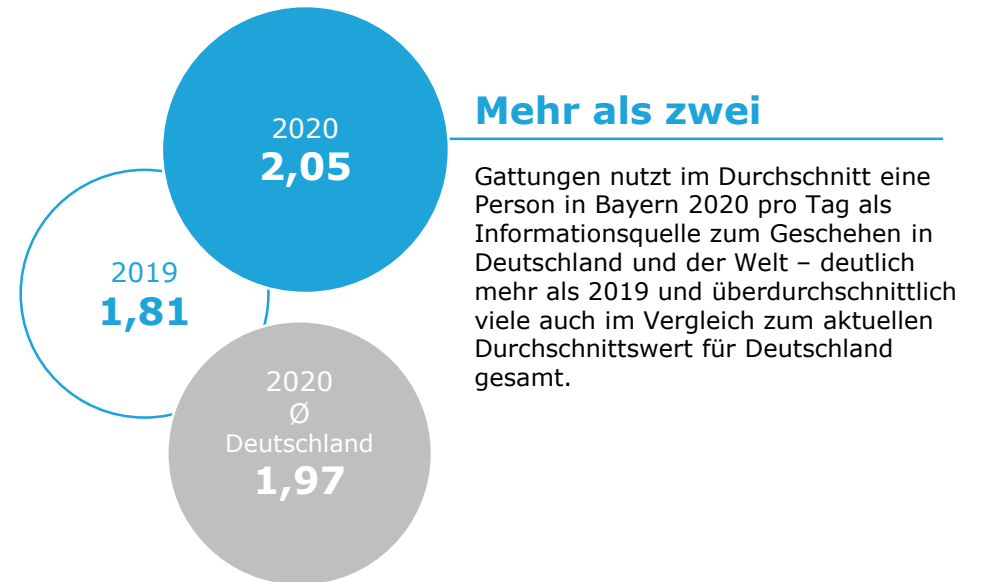 2020
2,05
2019
1,81
2020
Ø
Deutschland
1,97
Mehr als zwei
Gattungen nutzt im Durchschnitt eine
Person in Bayern 2020 pro Tag als
Informationsquelle zum Geschehen in
Deutschland und der Welt – deutlich
mehr als 2019 und überdurchschnittlich
viele auch im Vergleich zum aktuellen
Durchschnittswert für Deutschland
gesamt.